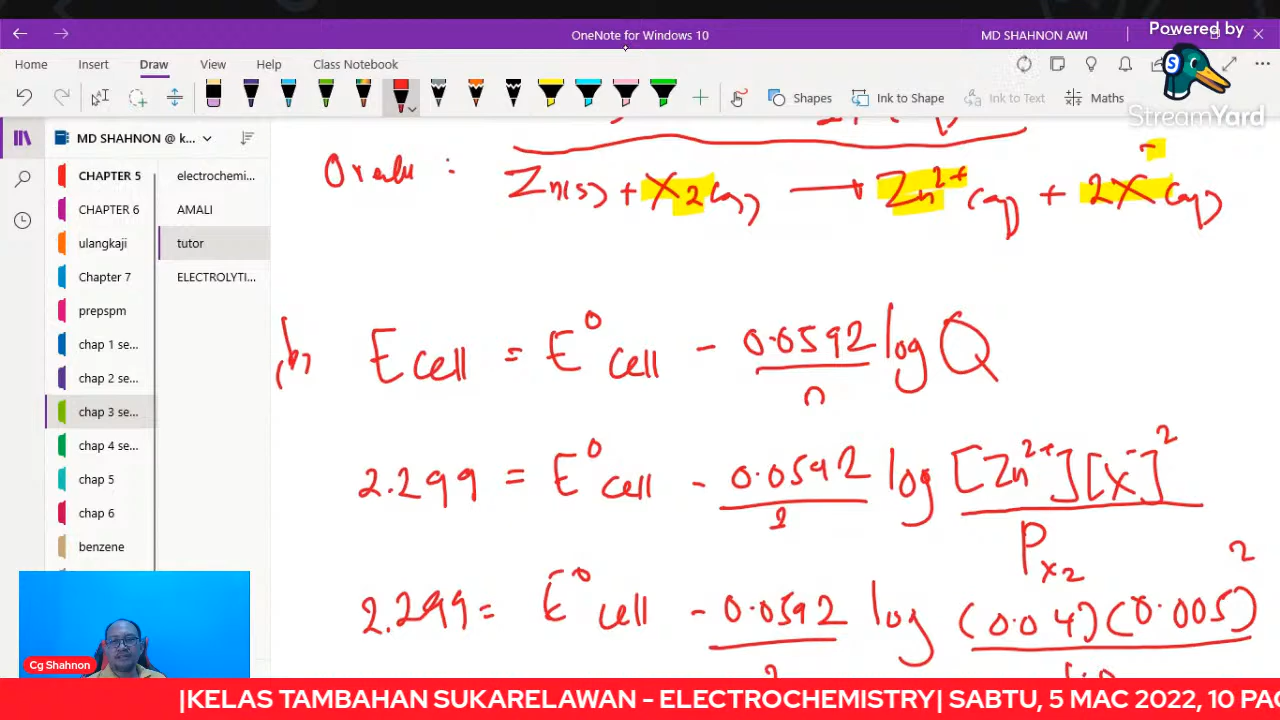 OneNote for Windows 10
MD SHAHNON AWI
Powered by
StreamYard
Home Insert Draw View Help Class Notebook
Shapes Ink to Shape Ink to Text Maths
MD SHAHNON @ k...
CHAPTER 5
CHAPTER 6
ulangkaji
Chapter 7
prepspm
chap 1 se...
chap 2 se...
chap 3 se...
chap 4 se...
chap 5
chap 6
benzene
electrochemi...
AMALI
tutor
ELECTROLYTI...
: Zn(s) + X2(g) → Zn²⁺(aq) + 2X⁻(aq)
b) Ecell = E⁰cell - 0.0592/n log Q
2.299 = E⁰cell - 0.0592/2 log [Zn²⁺][X⁻]²/PX2
2.299 = E⁰cell - 0.0592/2 log (0.04)(0.005)²
Cg Shahnon
|KELAS TAMBAHAN SUKARELAWAN – ELECTROCHEMISTRY| SABTU, 5 MAC 2022, 10 PAG